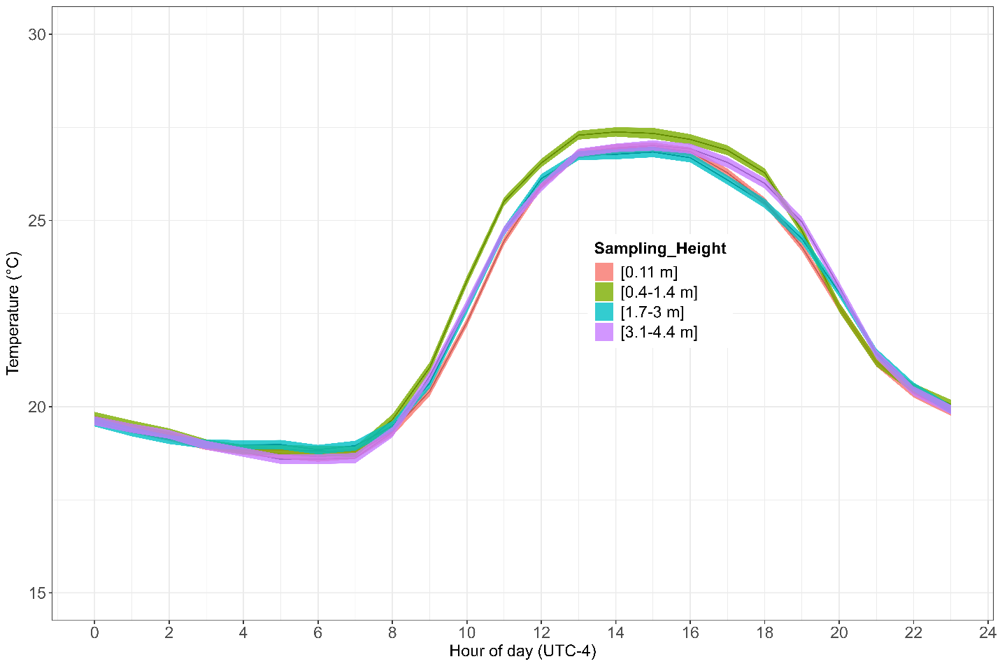 30
25
20
15
Temperature (°C)
Sampling_Height
[0.11 m]
[0.4-1.4 m]
[1.7-3 m]
[3.1-4.4 m]
0 2 4 6 8 10 12 14 16 18 20 22 24
Hour of day (UTC-4)